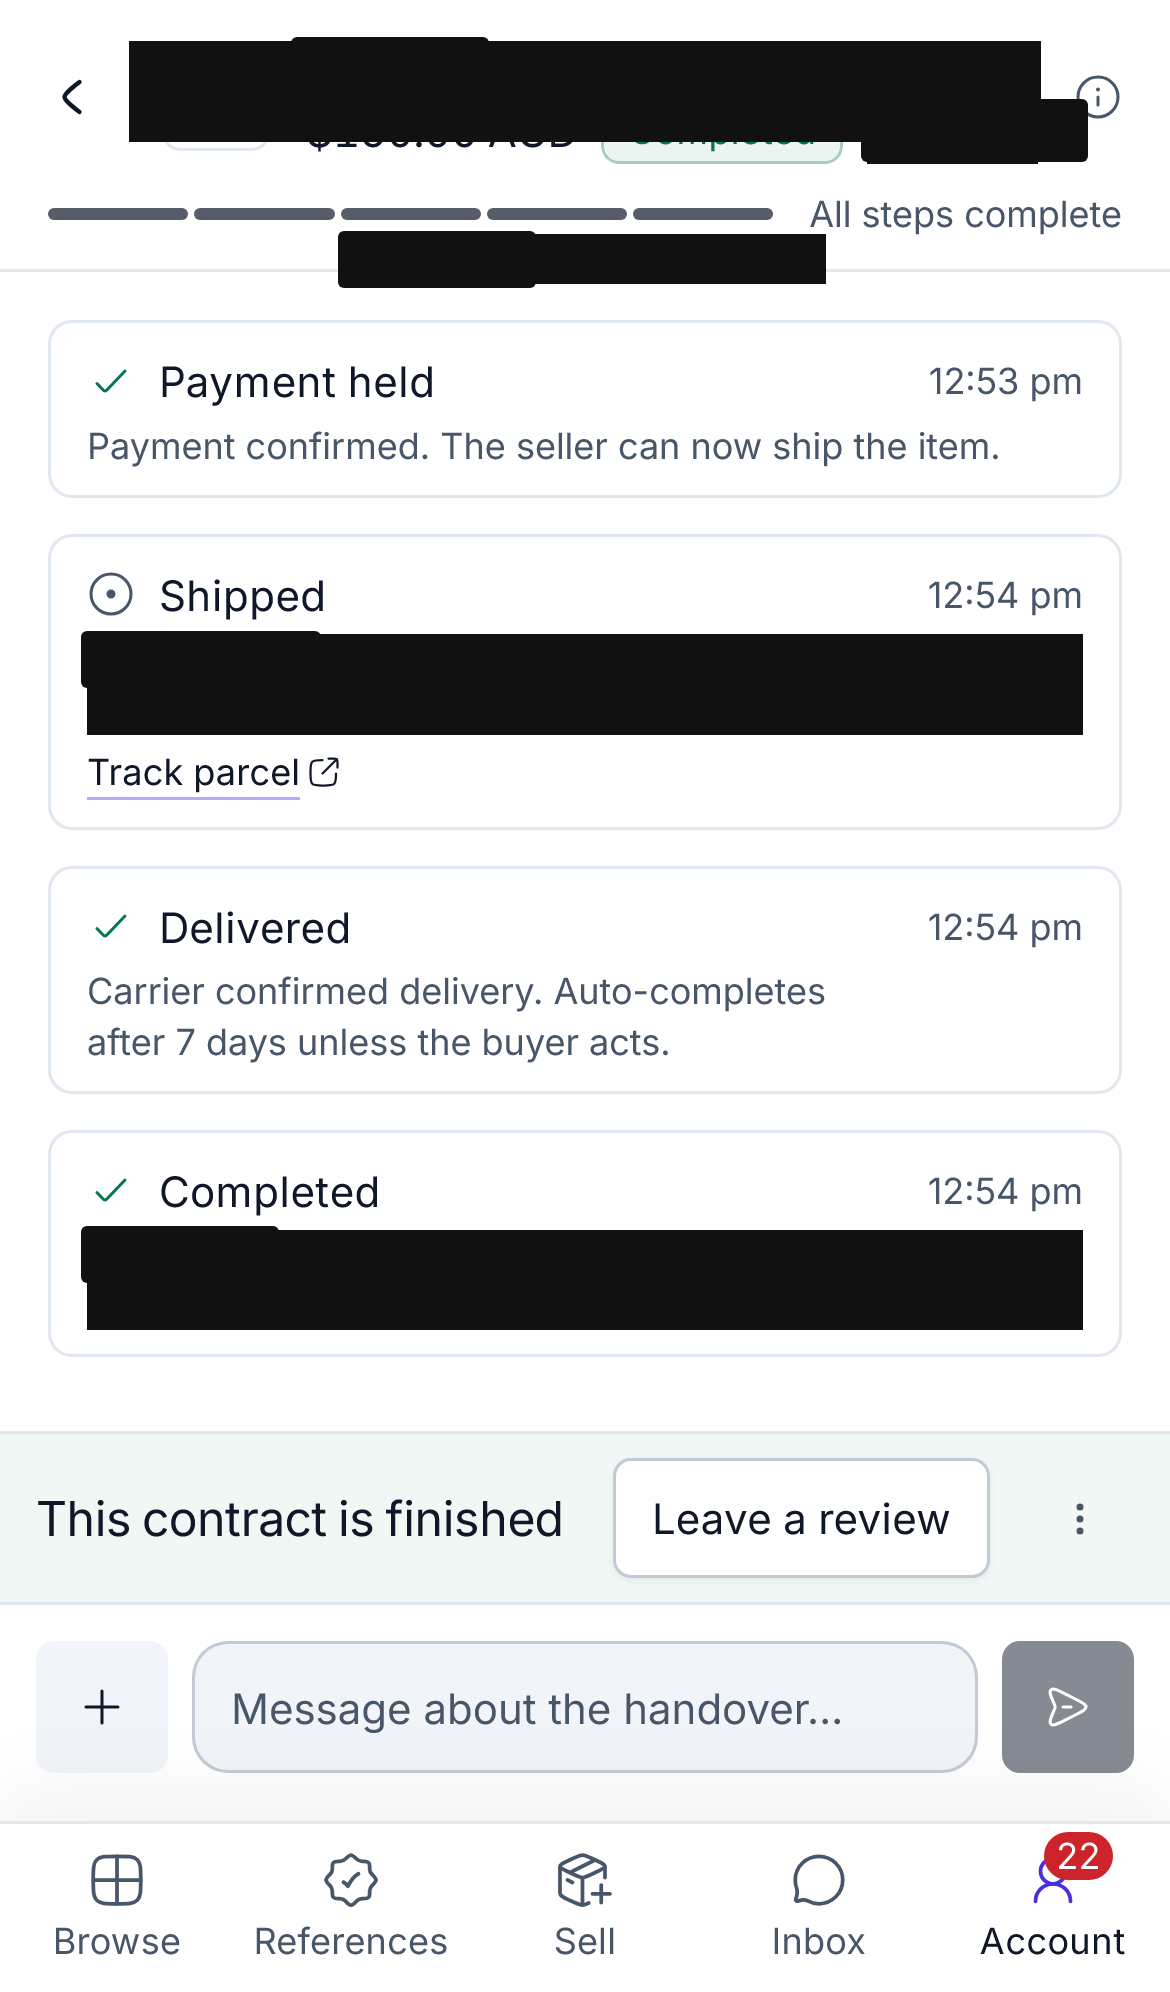 All steps complete
Payment held 12:53 pm
Payment confirmed. The seller can now ship the item.
Shipped 12:54 pm
Track parcel
Delivered 12:54 pm
Carrier confirmed delivery. Auto-completes
after 7 days unless the buyer acts.
Completed 12:54 pm
This contract is finished Leave a review
Message about the handover...
22
Browse References Sell Inbox Account